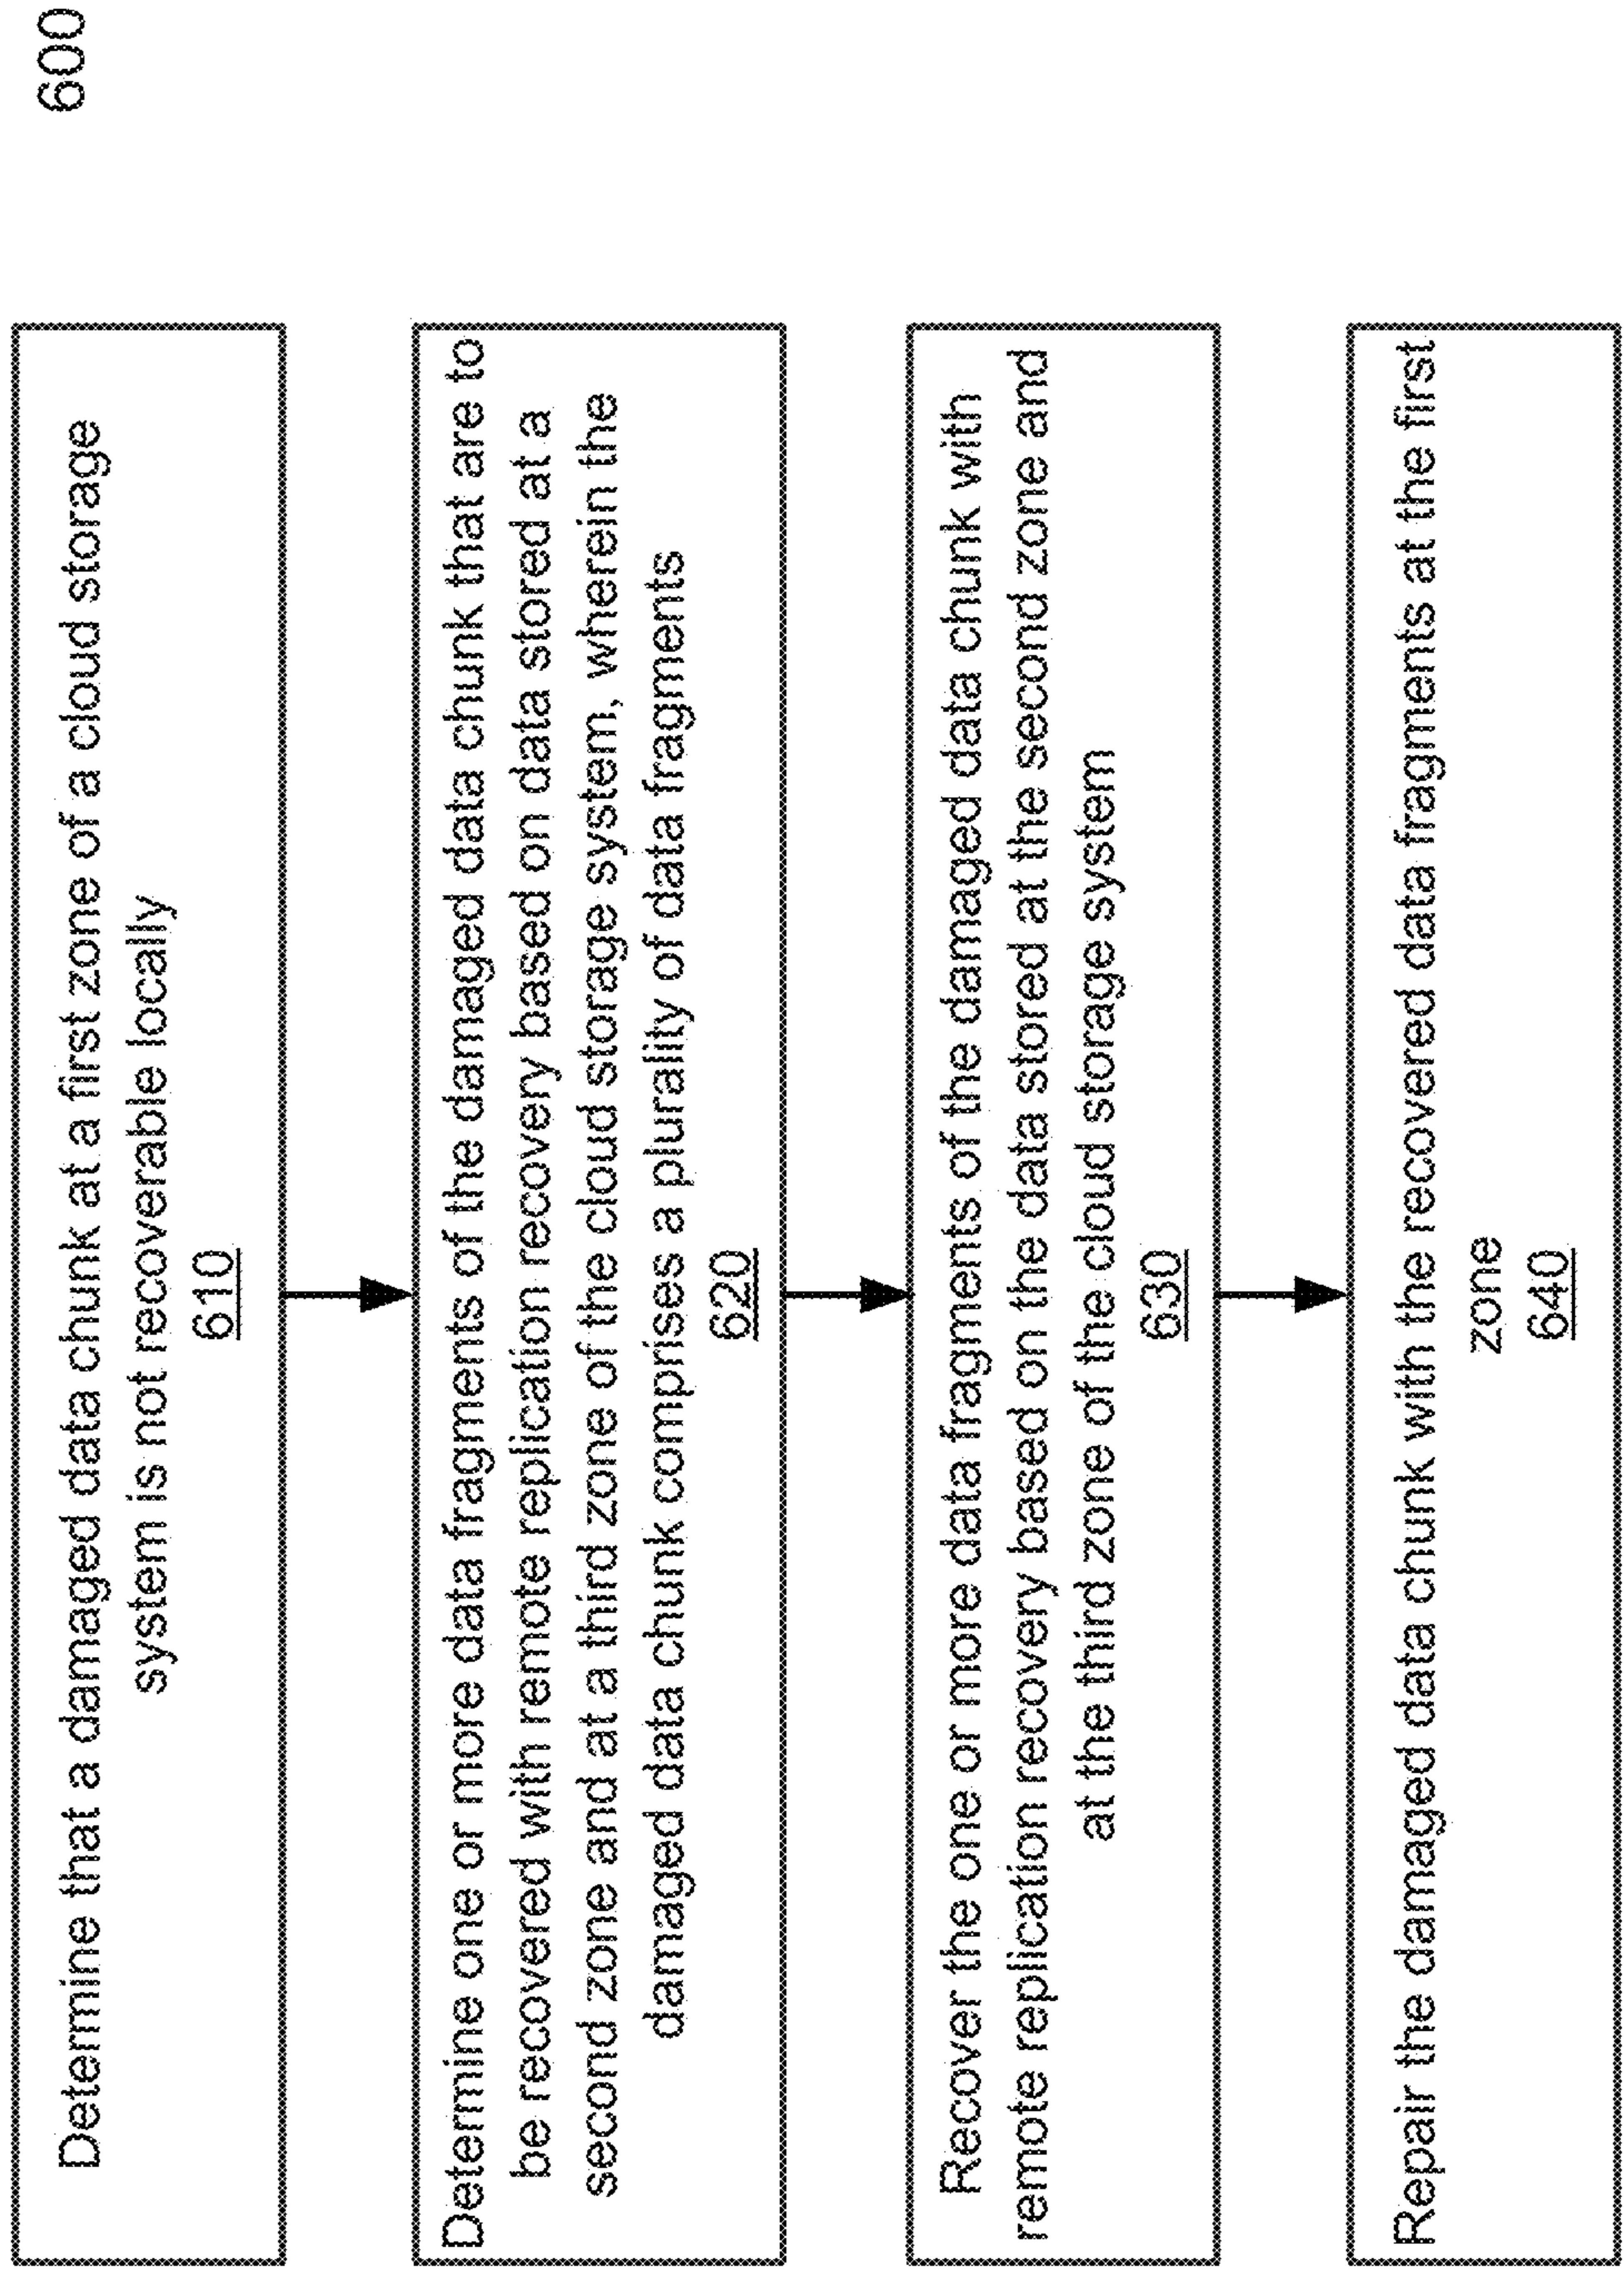 600
Determine that a damaged data chunk at a first zone of a cloud storage
system is not recoverable locally
610
Determine one or more data fragments of the damaged data chunk that are to
be recovered with remote replication recovery based on data stored at a
second zone and at a third zone of the cloud storage system, wherein the
damaged data chunk comprises a plurality of data fragments
620
Recover the one or more data fragments of the damaged data chunk with
remote replication recovery based on the data stored at the second zone and
at the third zone of the cloud storage system
630
Repair the damaged data chunk with the recovered data fragments at the first
zone
640